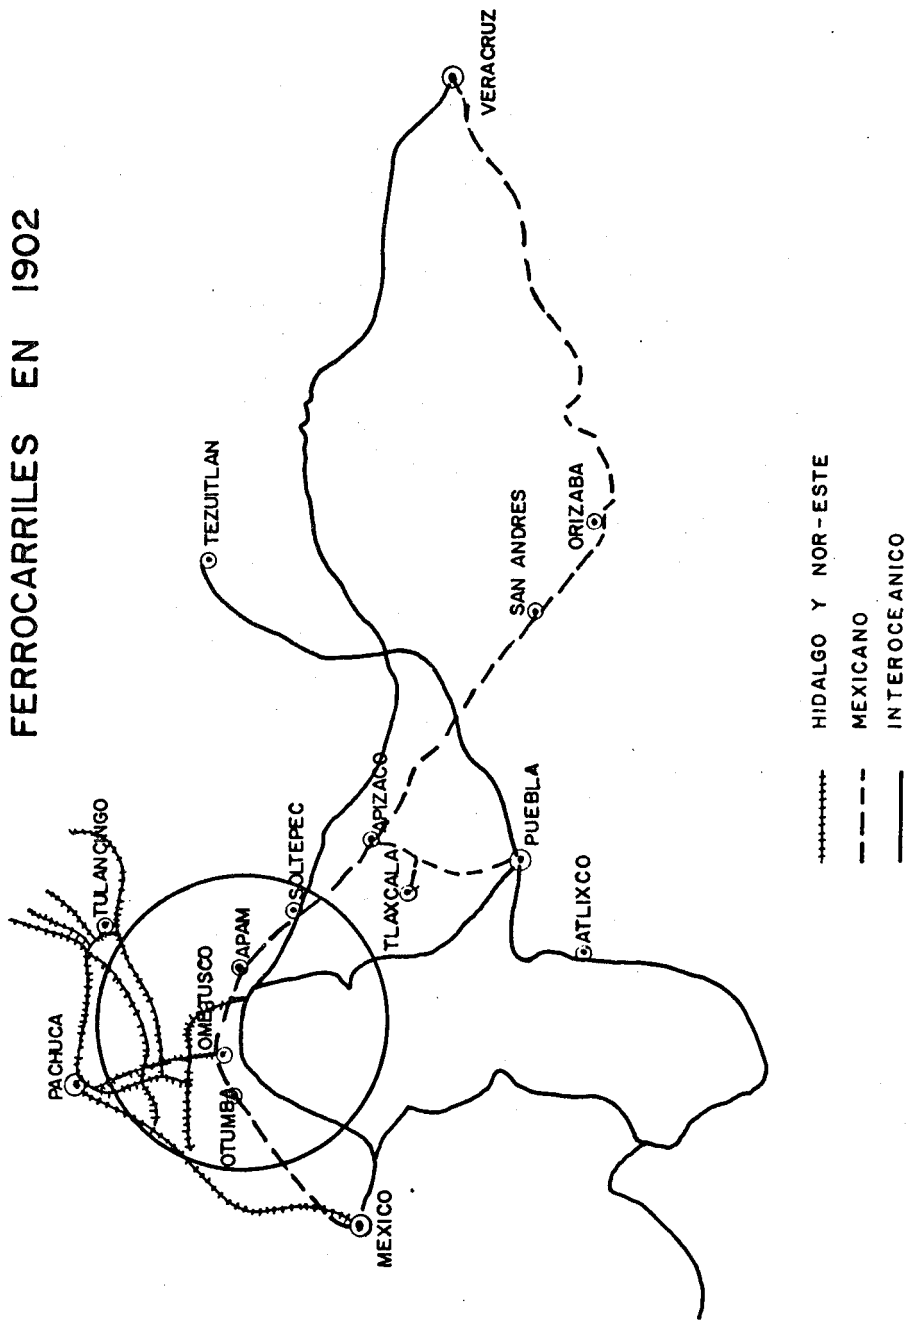 FERROCARRILES EN 1902
PACHUCA
TULANCINGO
TEZUITLAN
OMETUSCO
APAM
SOLTEPEC
OTUMBA
APIZACO
TLAXCALA
MEXICO
VERACRUZ
SAN ANDRES
PUEBLA
ORIZABA
ATLIXCO
HIDALGO Y NOR-ESTE
MEXICANO
INTEROCEANICO